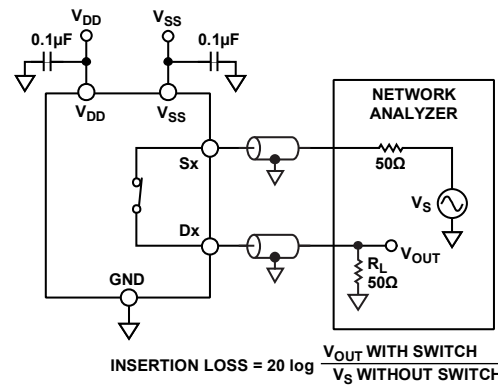 VDD
VSS
0.1µF
0.1µF
VDD
VSS
NETWORK
ANALYZER
Sx
50Ω
VS
Dx
VOUT
RL
50Ω
GND
INSERTION LOSS = 20 log VOUT WITH SWITCH
VS WITHOUT SWITCH